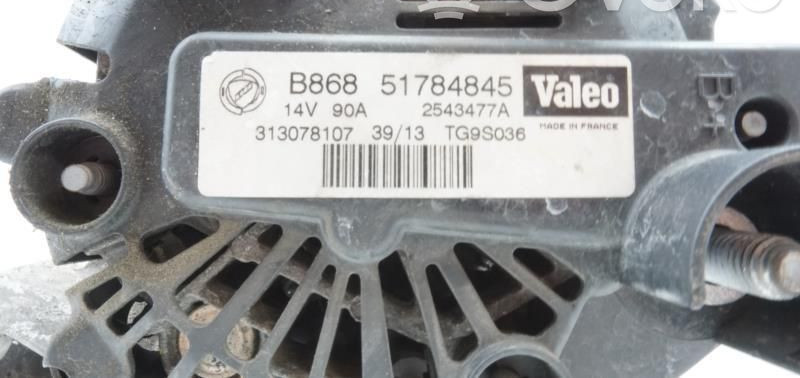 B868 51784845 Valeo
14V 90A 2543477A MADE IN FRANCE
313078107 39/13 TG9S036
B+